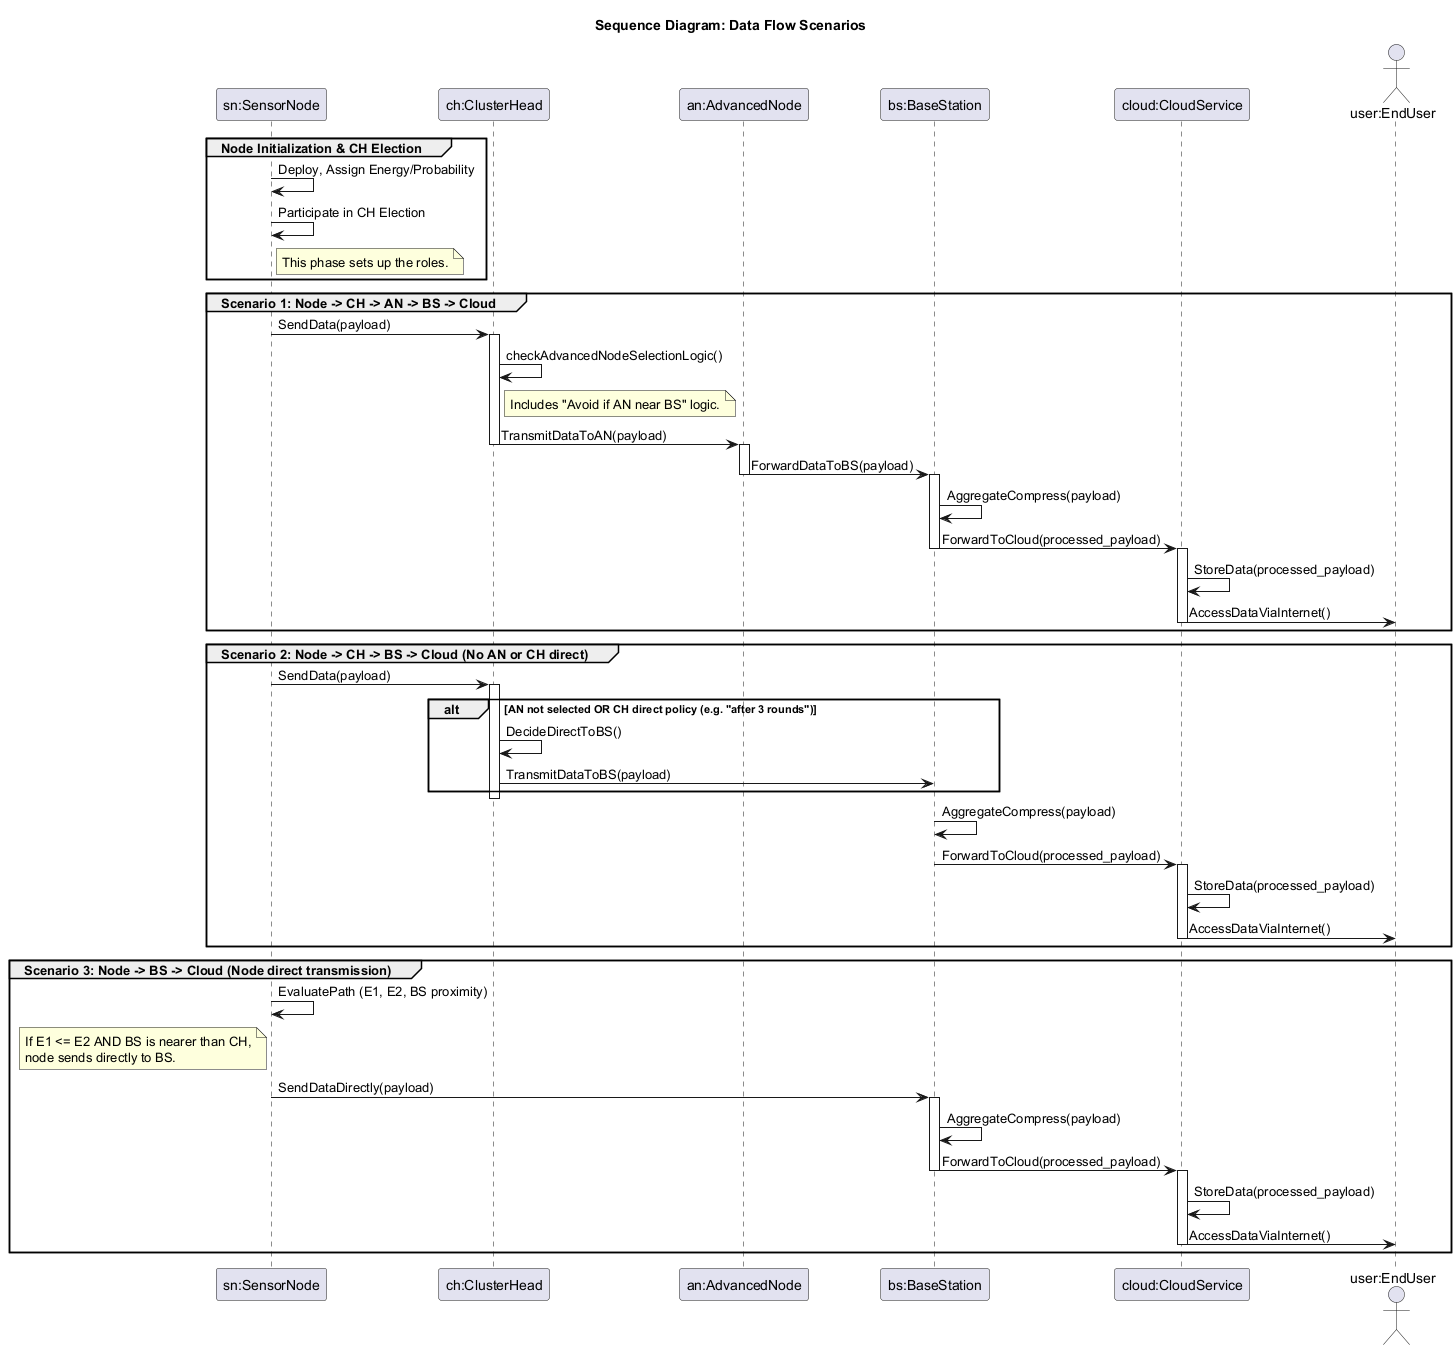 Sequence Diagram: Data Flow Scenarios
sn:SensorNode
ch:ClusterHead
an:AdvancedNode
bs:BaseStation
cloud:CloudService
user:EndUser
Node Initialization & CH Election
Deploy, Assign Energy/Probability
Participate in CH Election
This phase sets up the roles.
Scenario 1: Node -> CH -> AN -> BS -> Cloud
SendData(payload)
checkAdvancedNodeSelectionLogic()
Includes "Avoid if AN near BS" logic.
TransmitDataToAN(payload)
ForwardDataToBS(payload)
AggregateCompress(payload)
ForwardToCloud(processed_payload)
StoreData(processed_payload)
AccessDataViaInternet()
Scenario 2: Node -> CH -> BS -> Cloud (No AN or CH direct)
SendData(payload)
alt
[AN not selected OR CH direct policy (e.g. "after 3 rounds")]
DecideDirectToBS()
TransmitDataToBS(payload)
AggregateCompress(payload)
ForwardToCloud(processed_payload)
StoreData(processed_payload)
AccessDataViaInternet()
Scenario 3: Node -> BS -> Cloud (Node direct transmission)
EvaluatePath (E1, E2, BS proximity)
If E1 <= E2 AND BS is nearer than CH,
node sends directly to BS.
SendDataDirectly(payload)
AggregateCompress(payload)
ForwardToCloud(processed_payload)
StoreData(processed_payload)
AccessDataViaInternet()
sn:SensorNode
ch:ClusterHead
an:AdvancedNode
bs:BaseStation
cloud:CloudService
user:EndUser